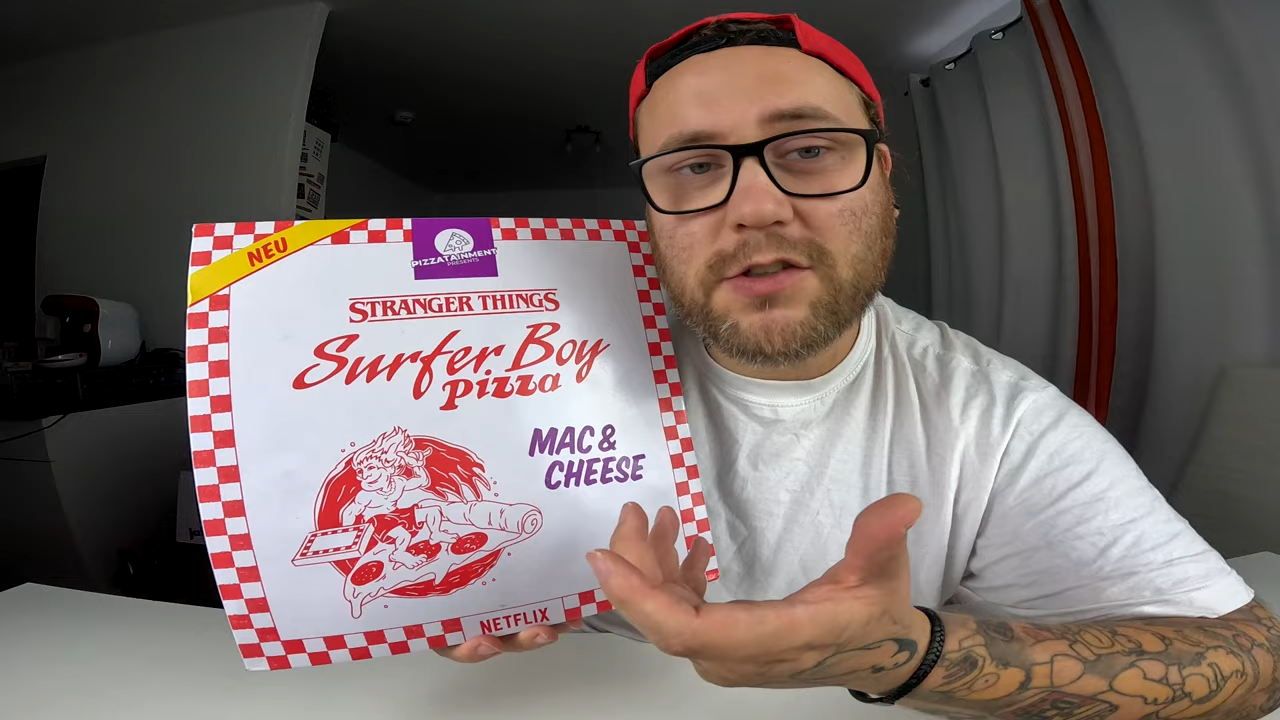 NEU
PIZZATAINMENT
PRESENTS
STRANGER THINGS
Surfer Boy
pizza
MAC &
CHEESE
NETFLIX